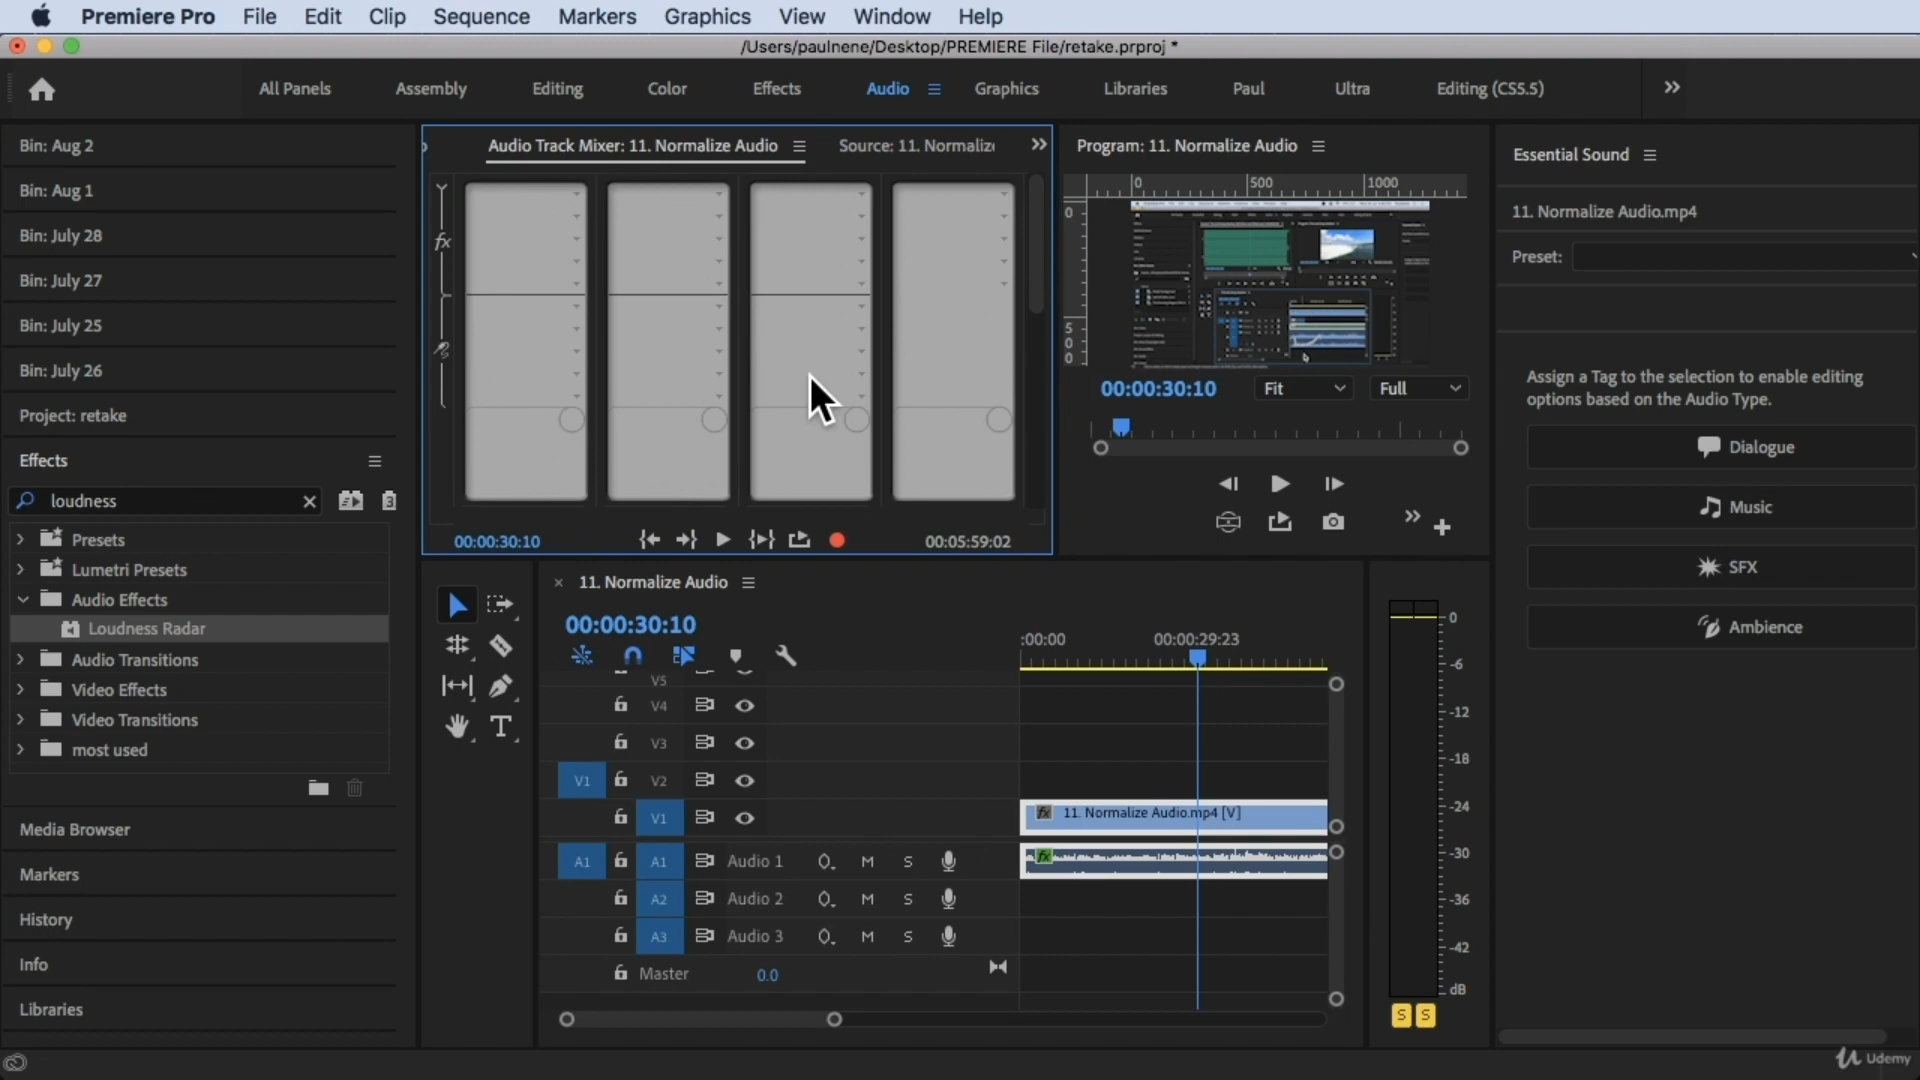 Premiere Pro File Edit Clip Sequence Markers Graphics View Window Help
/Users/paulnene/Desktop/PREMIERE File/retake.prproj *
All Panels Assembly Editing Color Effects Audio Graphics Libraries Paul Ultra Editing (CS5.5)
Bin: Aug 2
Bin: Aug 1
Bin: July 28
Bin: July 27
Bin: July 25
Bin: July 26
Project: retake
Effects
loudness
Presets
Lumetri Presets
Audio Effects
Loudness Radar
Audio Transitions
Video Effects
Video Transitions
most used
Media Browser
Markers
History
Info
Libraries
Audio Track Mixer: 11. Normalize Audio
Source: 11. Normaliz
fx
00:00:30:10
00:05:59:02
Program: 11. Normalize Audio
0 500 1000
0
5
0
0
00:00:30:10 Fit Full
Essential Sound
11. Normalize Audio.mp4
Preset:
Assign a Tag to the selection to enable editing
options based on the Audio Type.
Dialogue
Music
SFX
Ambience
11. Normalize Audio
00:00:30:10
:00:00 00:00:29:23
V5
V4
V3
V1 V2
V1
fx 11. Normalize Audio.mp4 [V]
A1 A1 Audio 1 M S
fx
A2 Audio 2 M S
A3 Audio 3 M S
Master 0.0
0
-6
-12
-18
-24
-30
-36
-42
dB
S S
Udemy